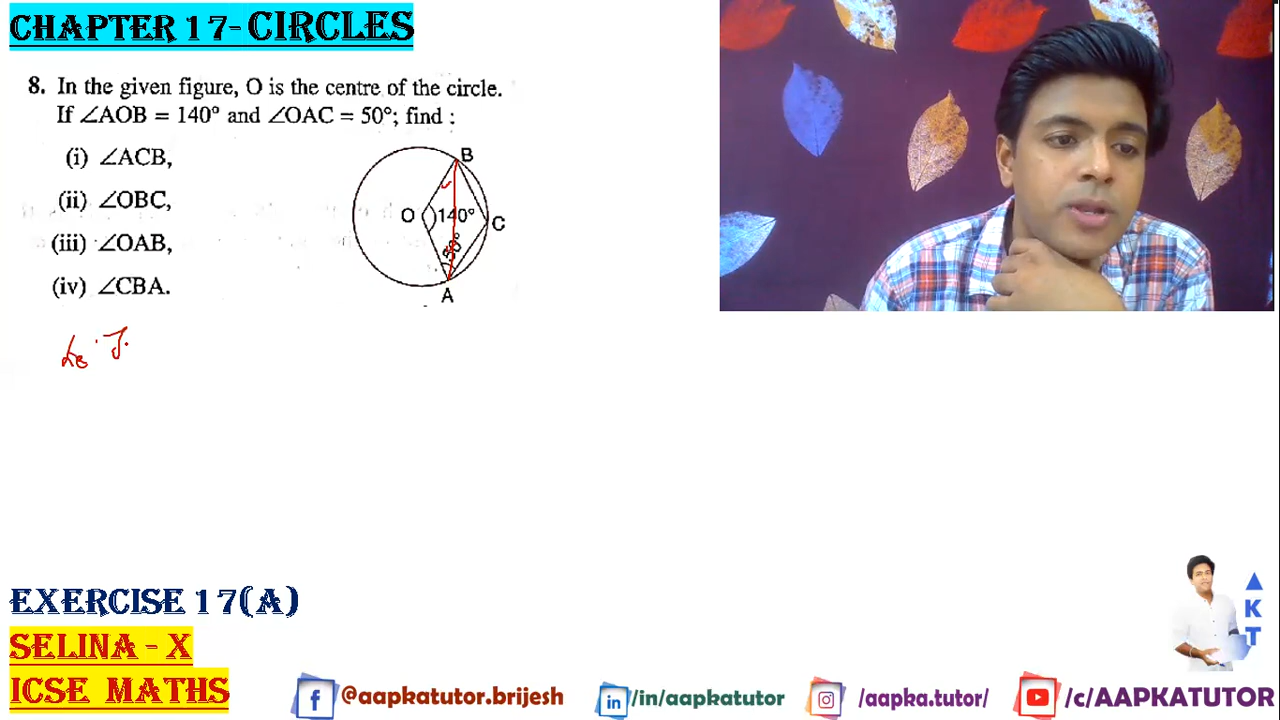 CHAPTER 17- CIRCLES
8. In the given figure, O is the centre of the circle.
If ∠AOB = 140° and ∠OAC = 50°; find :
(i) ∠ACB,
(ii) ∠OBC,
(iii) ∠OAB,
(iv) ∠CBA.
B
O 140°
C
50°
A
EXERCISE 17(A)
SELINA - X
ICSE MATHS
A
K
T
@aapkatutor.brijesh
/in/aapkatutor
/aapka.tutor/
/c/AAPKATUTOR